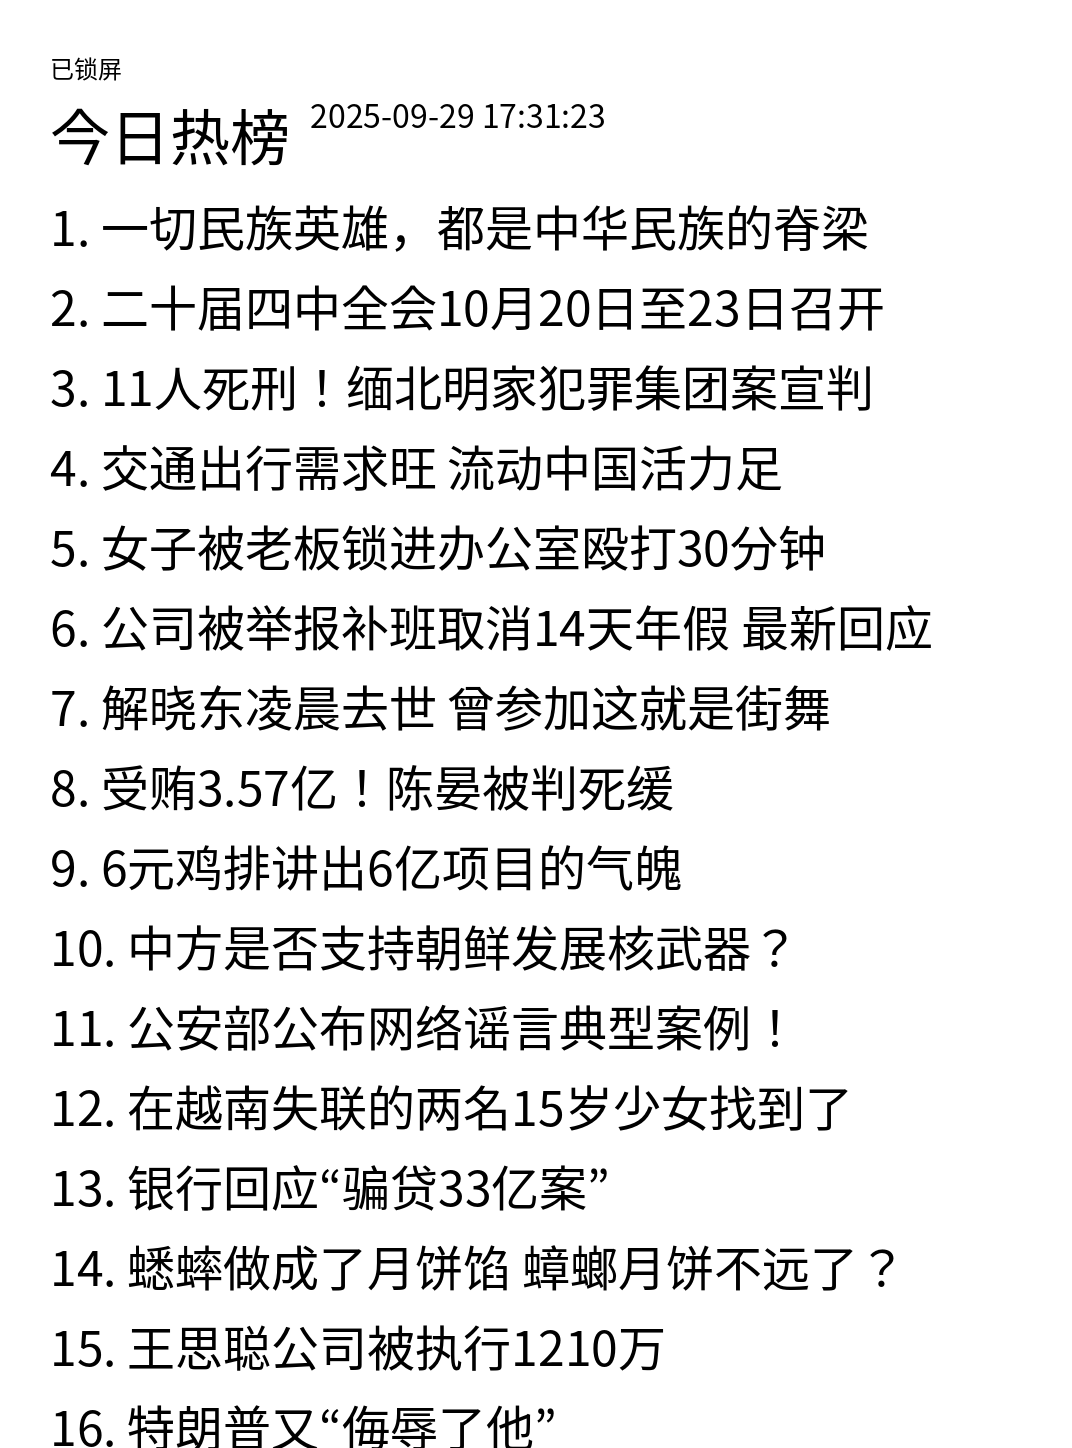 已锁屏
今日热榜 2025-09-29 17:31:23
1. 一切民族英雄，都是中华民族的脊梁
2. 二十届四中全会10月20日至23日召开
3. 11人死刑！缅北明家犯罪集团案宣判
4. 交通出行需求旺 流动中国活力足
5. 女子被老板锁进办公室殴打30分钟
6. 公司被举报补班取消14天年假 最新回应
7. 解晓东凌晨去世 曾参加这就是街舞
8. 受贿3.57亿！陈晏被判死缓
9. 6元鸡排讲出6亿项目的气魄
10. 中方是否支持朝鲜发展核武器？
11. 公安部公布网络谣言典型案例！
12. 在越南失联的两名15岁少女找到了
13. 银行回应“骗贷33亿案”
14. 蟋蟀做成了月饼馅 蟑螂月饼不远了？
15. 王思聪公司被执行1210万
16. 特朗普又“侮辱了他”